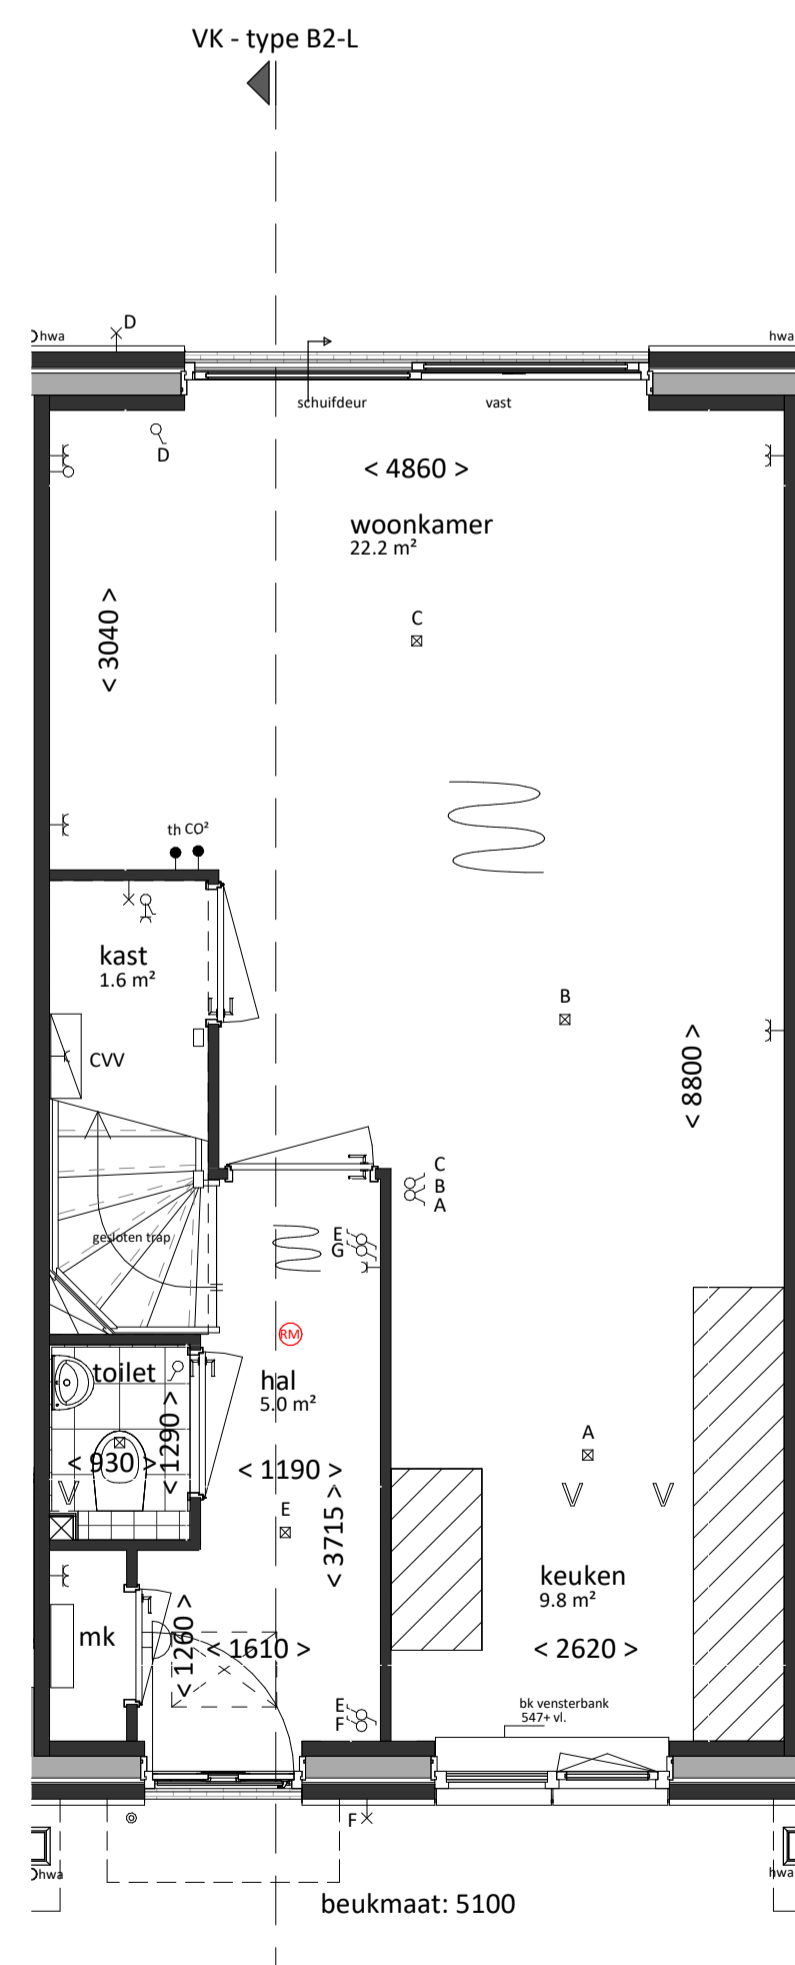 VK - type B2-L
D
hwa
hwa
schuifdeur
vast
D
< 4860 >
woonkamer
22.2 m²
< 3040 >
C
th CO²
kast
1.6 m²
B
CVV
< 8800 >
C
B
A
gesloten trap
E
G
RM
toilet
hal
5.0 m²
< 1290 >
A
< 930 >
< 1190 >
V
V
V
E
< 3715 >
keuken
9.8 m²
mk
< 1260 >
< 1610 >
< 2620 >
E
F
bk vensterbank
547+ vl.
F
hwa
hwa
beukmaat: 5100